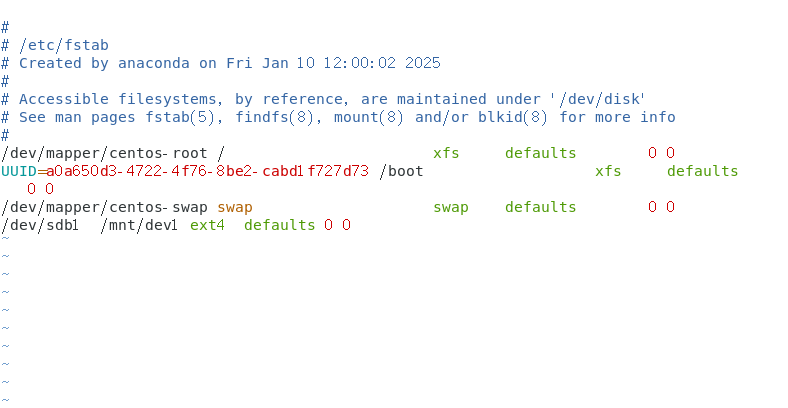 #
# /etc/fstab
# Created by anaconda on Fri Jan 10 12:00:02 2025
#
# Accessible filesystems, by reference, are maintained under '/dev/disk'
# See man pages fstab(5), findfs(8), mount(8) and/or blkid(8) for more info
#
/dev/mapper/centos-root / xfs defaults 0 0
UUID=a0a650d3-4722-4f76-8be2-cabd1f727d73 /boot xfs defaults
0 0
/dev/mapper/centos-swap swap swap defaults 0 0
/dev/sdb1 /mnt/dev1 ext4 defaults 0 0
~
~
~
~
~
~
~
~
~
~